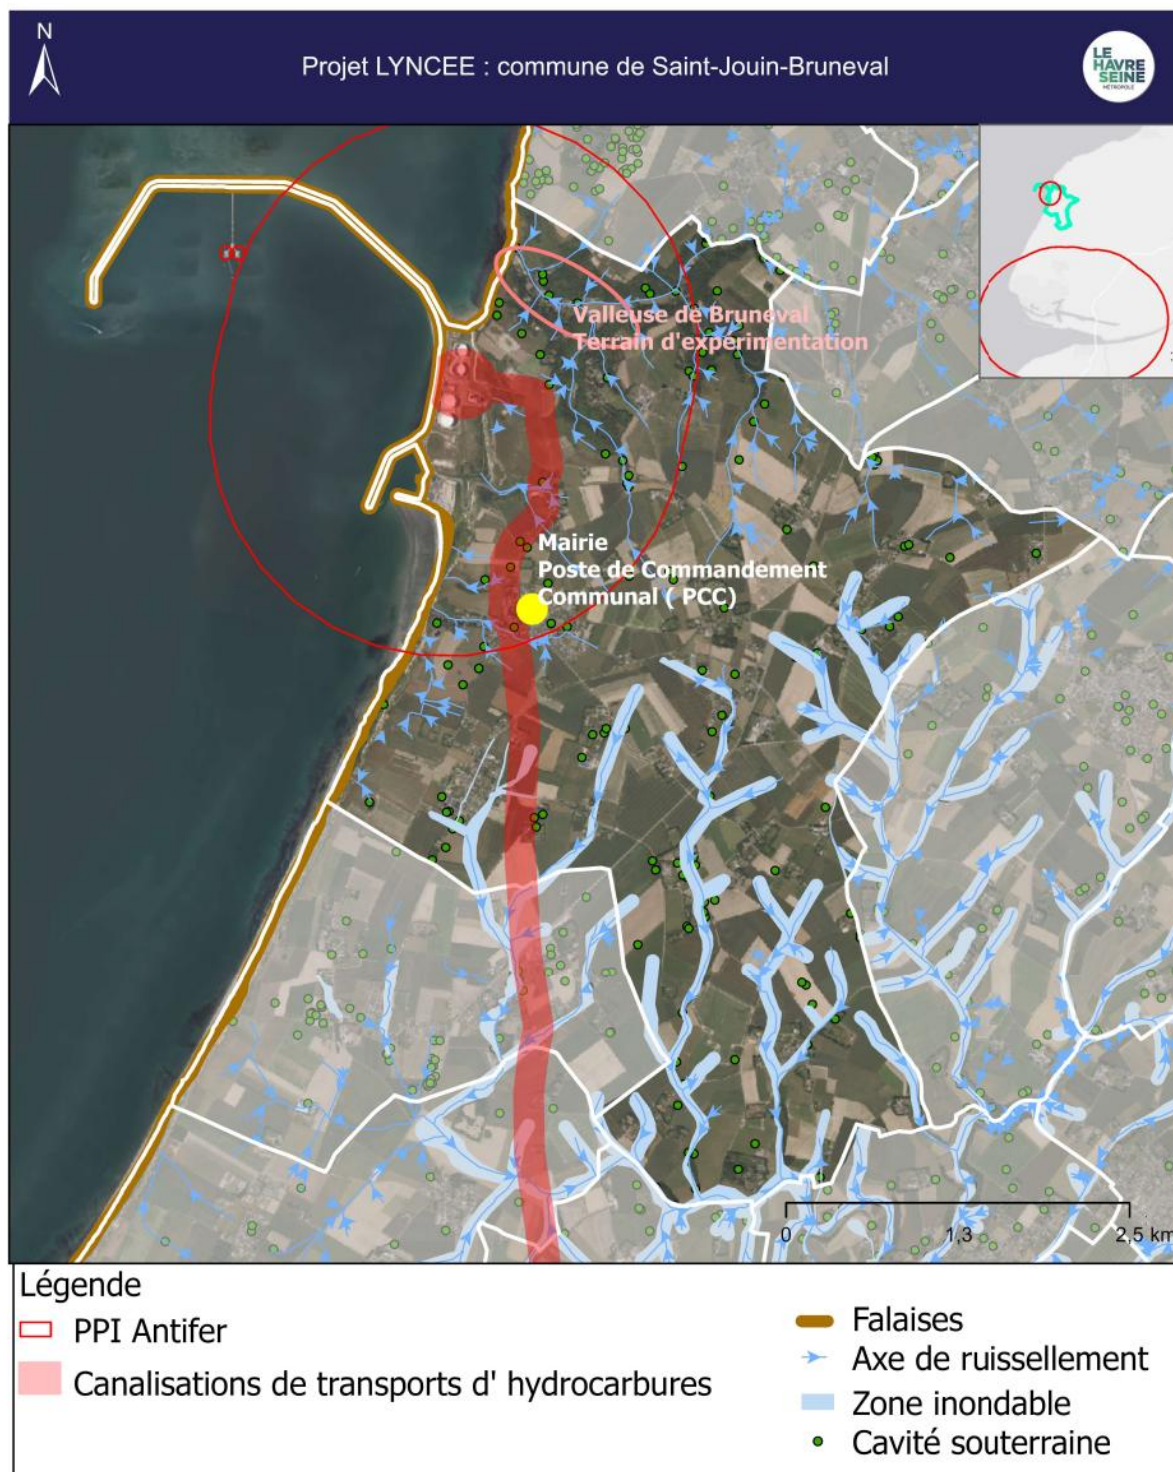 N
Projet LYNCEE : commune de Saint-Jouin-Bruneval
LE
HAVRE
SEINE
MÉTROPOLE
Valleuse de Bruneval
Terrain d'expérimentation
Mairie
Poste de Commandement
Communal ( PCC)
0
1,3
2,5 km
Légende
PPI Antifer
Canalisations de transports d' hydrocarbures
Falaises
Axe de ruissellement
Zone inondable
Cavité souterraine